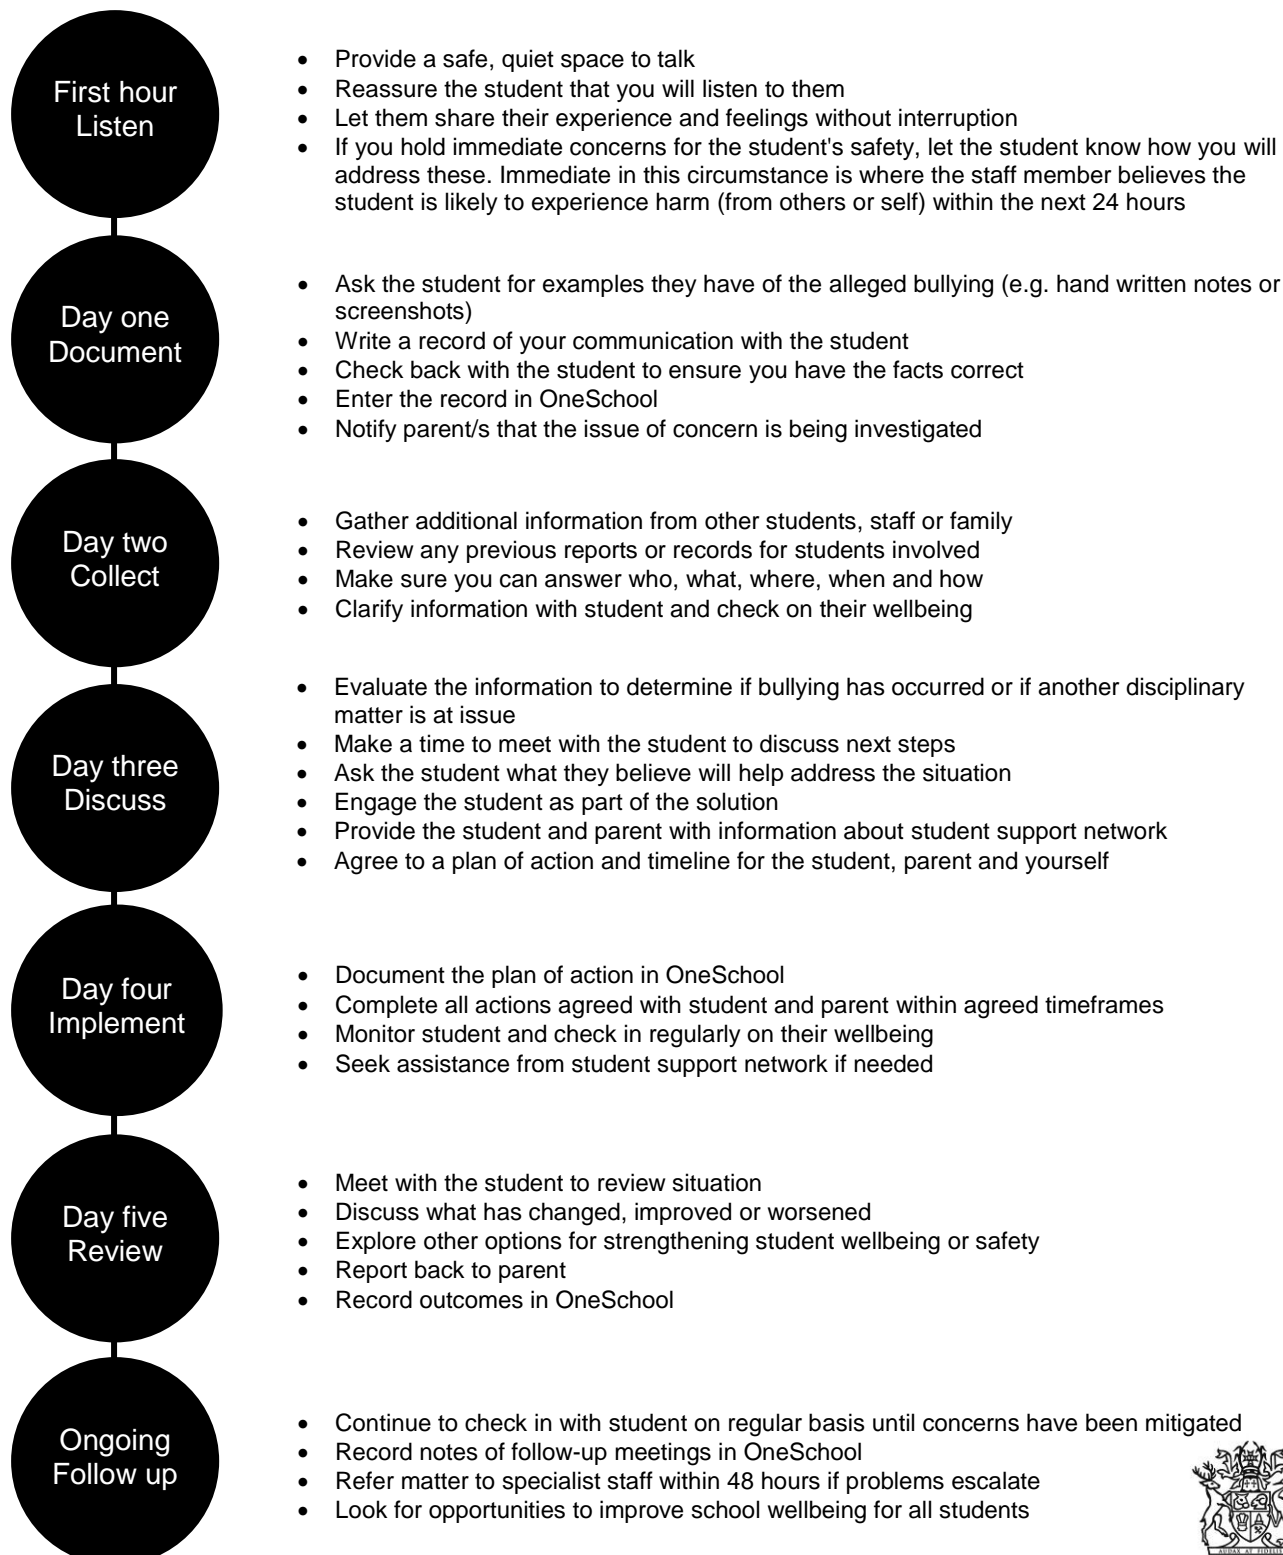 First hour
Listen
• Provide a safe, quiet space to talk
• Reassure the student that you will listen to them
• Let them share their experience and feelings without interruption
• If you hold immediate concerns for the student's safety, let the student know how you will
address these. Immediate in this circumstance is where the staff member believes the
student is likely to experience harm (from others or self) within the next 24 hours
Day one
Document
• Ask the student for examples they have of the alleged bullying (e.g. hand written notes or
screenshots)
• Write a record of your communication with the student
• Check back with the student to ensure you have the facts correct
• Enter the record in OneSchool
• Notify parent/s that the issue of concern is being investigated
Day two
Collect
• Gather additional information from other students, staff or family
• Review any previous reports or records for students involved
• Make sure you can answer who, what, where, when and how
• Clarify information with student and check on their wellbeing
Day three
Discuss
• Evaluate the information to determine if bullying has occurred or if another disciplinary
matter is at issue
• Make a time to meet with the student to discuss next steps
• Ask the student what they believe will help address the situation
• Engage the student as part of the solution
• Provide the student and parent with information about student support network
• Agree to a plan of action and timeline for the student, parent and yourself
Day four
Implement
• Document the plan of action in OneSchool
• Complete all actions agreed with student and parent within agreed timeframes
• Monitor student and check in regularly on their wellbeing
• Seek assistance from student support network if needed
Day five
Review
• Meet with the student to review situation
• Discuss what has changed, improved or worsened
• Explore other options for strengthening student wellbeing or safety
• Report back to parent
• Record outcomes in OneSchool
Ongoing
Follow up
• Continue to check in with student on regular basis until concerns have been mitigated
• Record notes of follow-up meetings in OneSchool
• Refer matter to specialist staff within 48 hours if problems escalate
• Look for opportunities to improve school wellbeing for all students
AUDAX AT